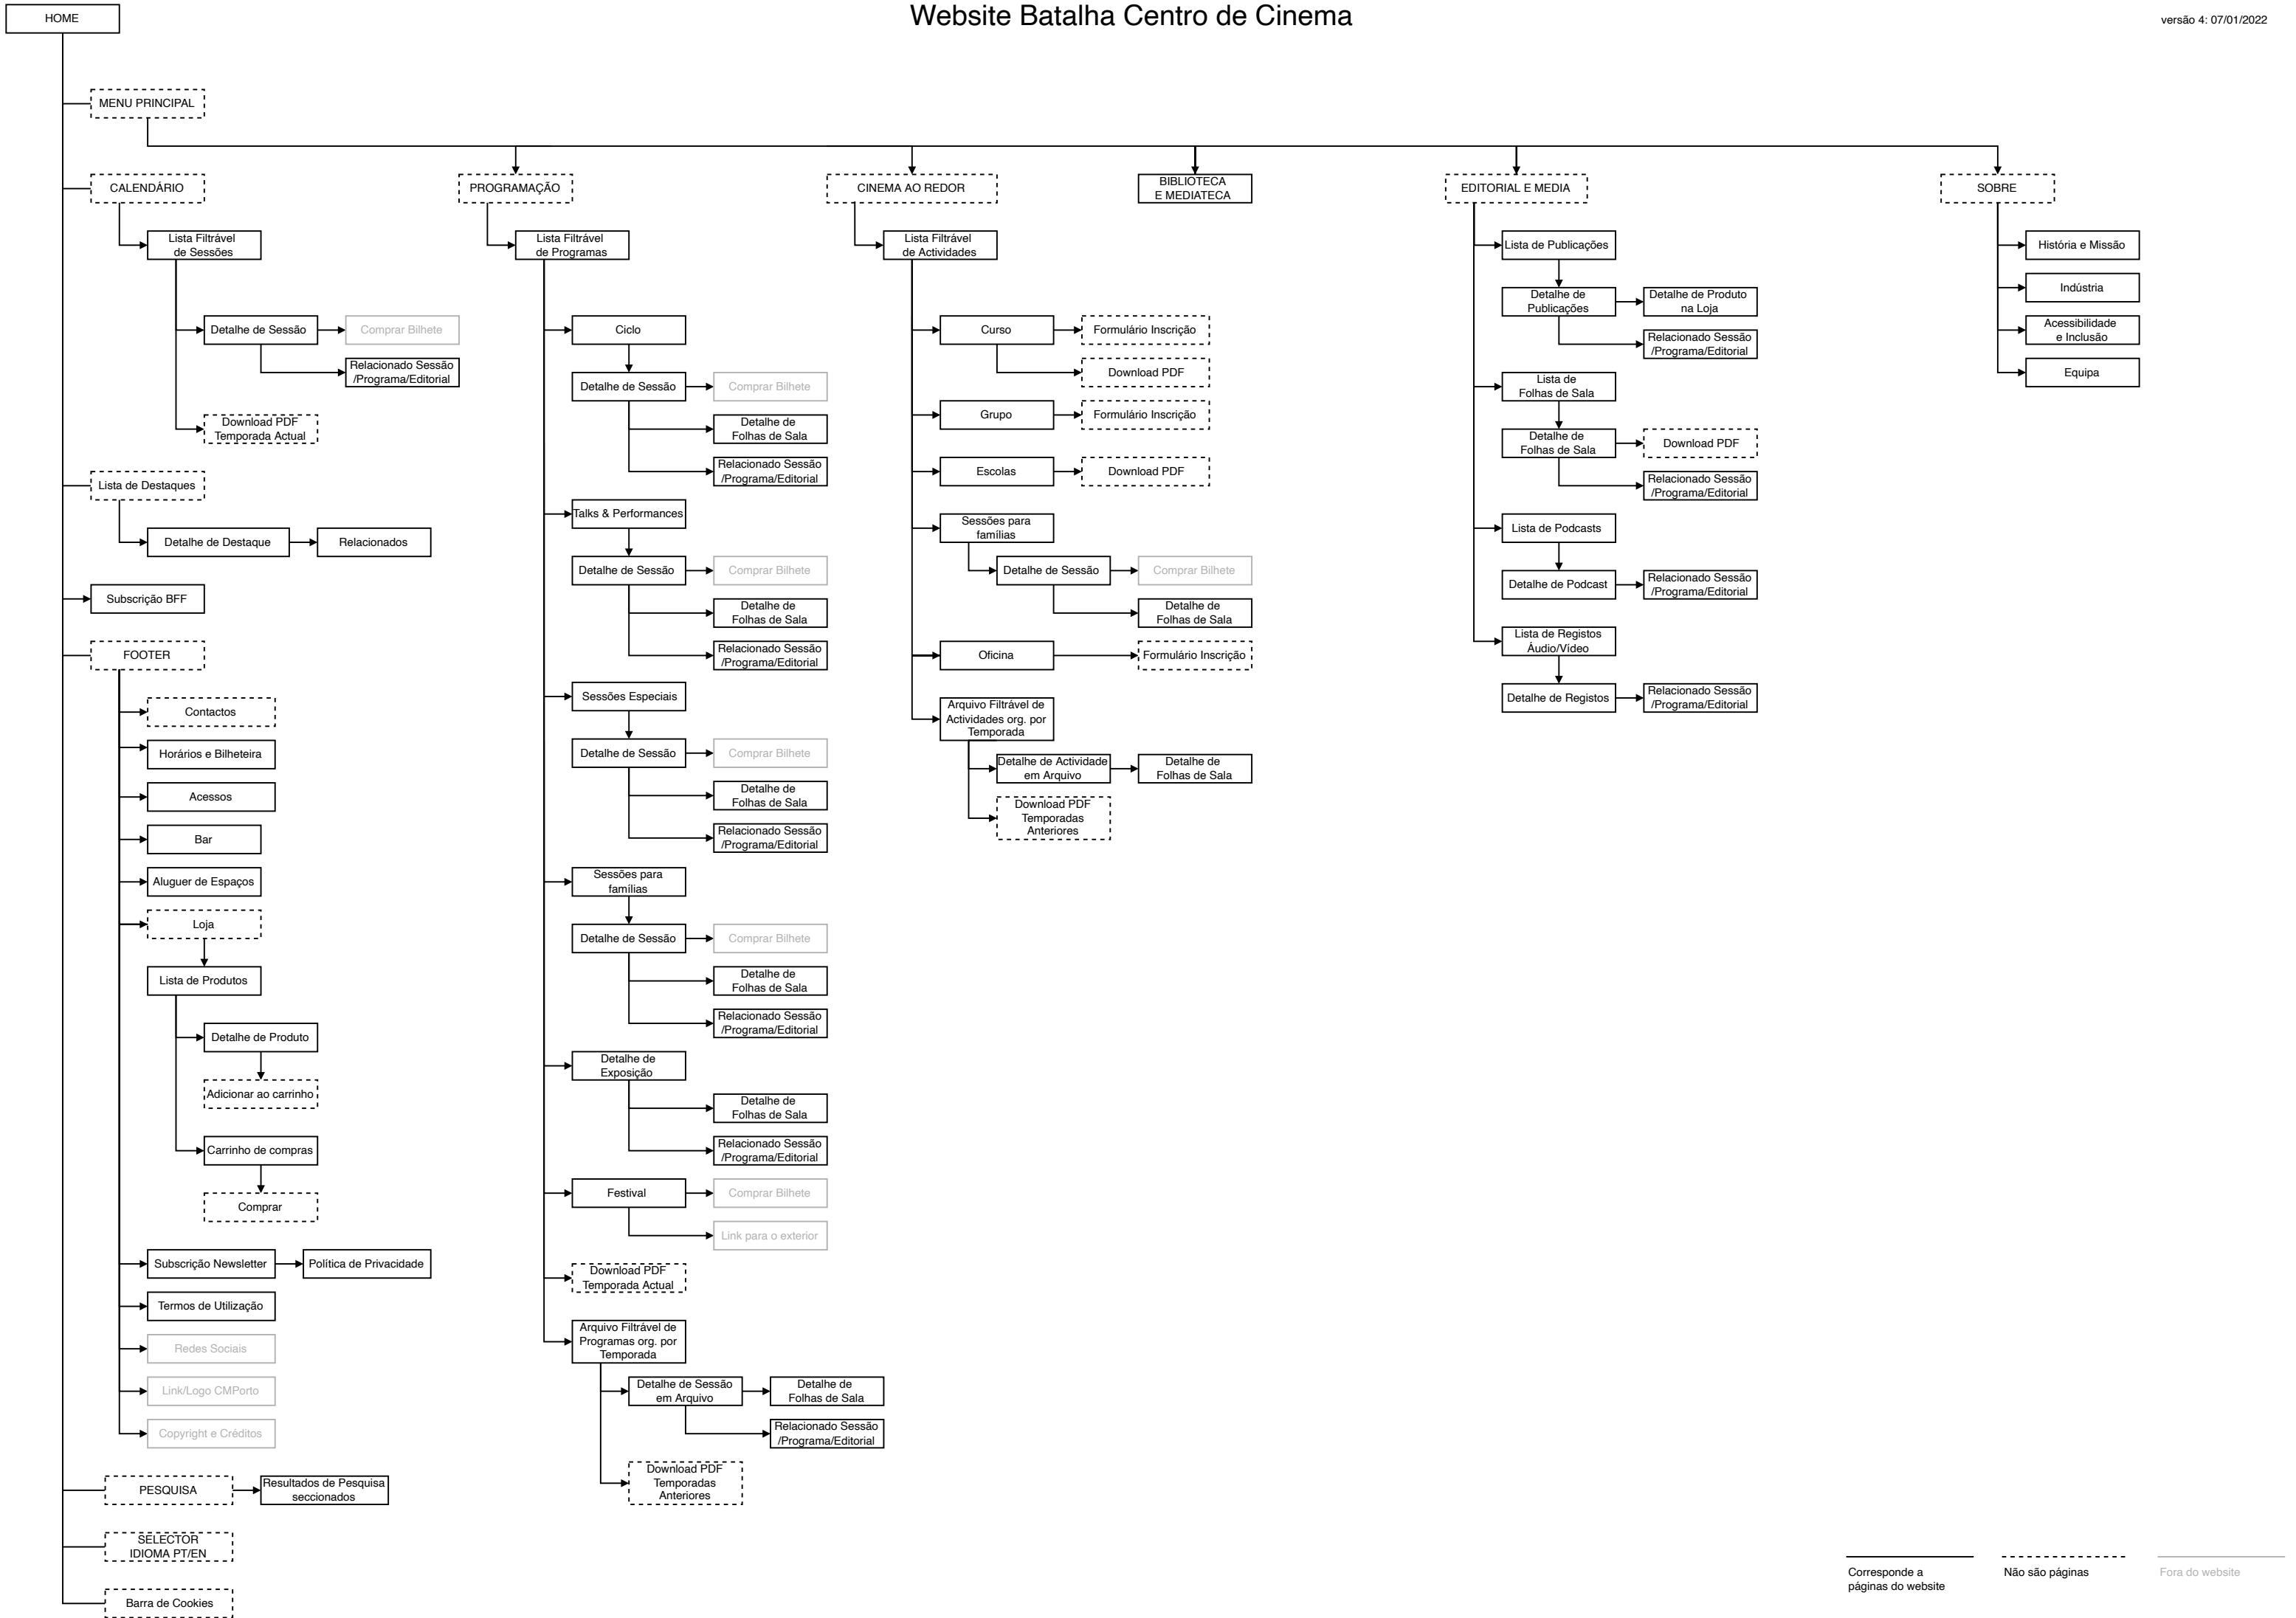 Website Batalha Centro de Cinema
versão 4: 07/01/2022
HOME
MENU PRINCIPAL
CALENDÁRIO
Lista Filtrável
de Sessões
Detalhe de Sessão
Comprar Bilhete
Relacionado Sessão
/Programa/Editorial
Download PDF
Temporada Actual
Lista de Destaques
Detalhe de Destaque
Relacionados
Subscrição BFF
FOOTER
Contactos
Horários e Bilheteira
Acessos
Bar
Aluguer de Espaços
Loja
Lista de Produtos
Detalhe de Produto
Adicionar ao carrinho
Carrinho de compras
Comprar
Subscrição Newsletter
Política de Privacidade
Termos de Utilização
Redes Sociais
Link/Logo CMPorto
Copyright e Créditos
PESQUISA
Resultados de Pesquisa
seccionados
SELECTOR
IDIOMA PT/EN
Barra de Cookies
PROGRAMAÇÃO
Lista Filtrável
de Programas
Ciclo
Detalhe de Sessão
Comprar Bilhete
Detalhe de
Folhas de Sala
Relacionado Sessão
/Programa/Editorial
Talks & Performances
Detalhe de Sessão
Comprar Bilhete
Detalhe de
Folhas de Sala
Relacionado Sessão
/Programa/Editorial
Sessões Especiais
Detalhe de Sessão
Comprar Bilhete
Detalhe de
Folhas de Sala
Relacionado Sessão
/Programa/Editorial
Sessões para
famílias
Detalhe de Sessão
Comprar Bilhete
Detalhe de
Folhas de Sala
Relacionado Sessão
/Programa/Editorial
Detalhe de
Exposição
Detalhe de
Folhas de Sala
Relacionado Sessão
/Programa/Editorial
Festival
Comprar Bilhete
Link para o exterior
Download PDF
Temporada Actual
Arquivo Filtrável de
Programas org. por
Temporada
Detalhe de Sessão
em Arquivo
Detalhe de
Folhas de Sala
Relacionado Sessão
/Programa/Editorial
Download PDF
Temporadas
Anteriores
CINEMA AO REDOR
Lista Filtrável
de Actividades
Curso
Formulário Inscrição
Download PDF
Grupo
Formulário Inscrição
Escolas
Download PDF
Sessões para
famílias
Detalhe de Sessão
Comprar Bilhete
Detalhe de
Folhas de Sala
Oficina
Formulário Inscrição
Arquivo Filtrável de
Actividades org. por
Temporada
Detalhe de Actividade
em Arquivo
Detalhe de
Folhas de Sala
Download PDF
Temporadas
Anteriores
BIBLIOTECA
E MEDIATECA
EDITORIAL E MEDIA
Lista de Publicações
Detalhe de
Publicações
Detalhe de Produto
na Loja
Relacionado Sessão
/Programa/Editorial
Lista de
Folhas de Sala
Detalhe de
Folhas de Sala
Download PDF
Relacionado Sessão
/Programa/Editorial
Lista de Podcasts
Detalhe de Podcast
Relacionado Sessão
/Programa/Editorial
Lista de Registos
Áudio/Vídeo
Detalhe de Registos
Relacionado Sessão
/Programa/Editorial
SOBRE
História e Missão
Indústria
Acessibilidade
e Inclusão
Equipa
Corresponde a
páginas do website
Não são páginas
Fora do website